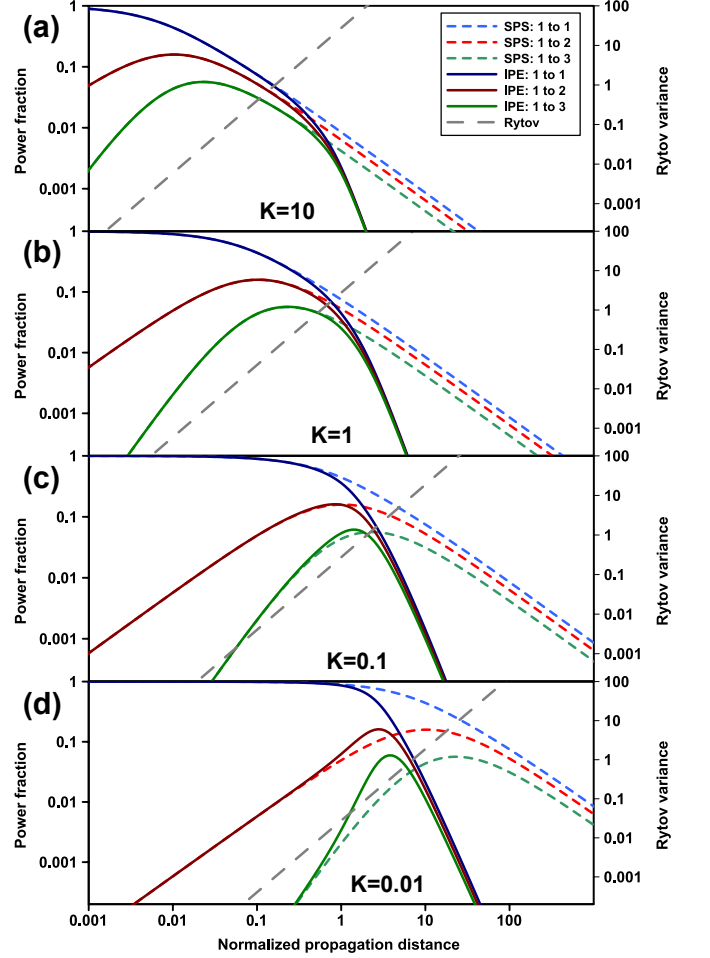 (a)
Power fraction
1
0.1
0.01
0.001
100
10
1
0.1
0.01
0.001
Rytov variance
SPS: 1 to 1
SPS: 1 to 2
SPS: 1 to 3
IPE: 1 to 1
IPE: 1 to 2
IPE: 1 to 3
Rytov
K=10
(b)
Power fraction
1
0.1
0.01
0.001
100
10
1
0.1
0.01
0.001
Rytov variance
K=1
(c)
Power fraction
1
0.1
0.01
0.001
100
10
1
0.1
0.01
0.001
Rytov variance
K=0.1
(d)
Power fraction
1
0.1
0.01
0.001
100
10
1
0.1
0.01
0.001
Rytov variance
K=0.01
0.001 0.01 0.1 1 10 100
Normalized propagation distance